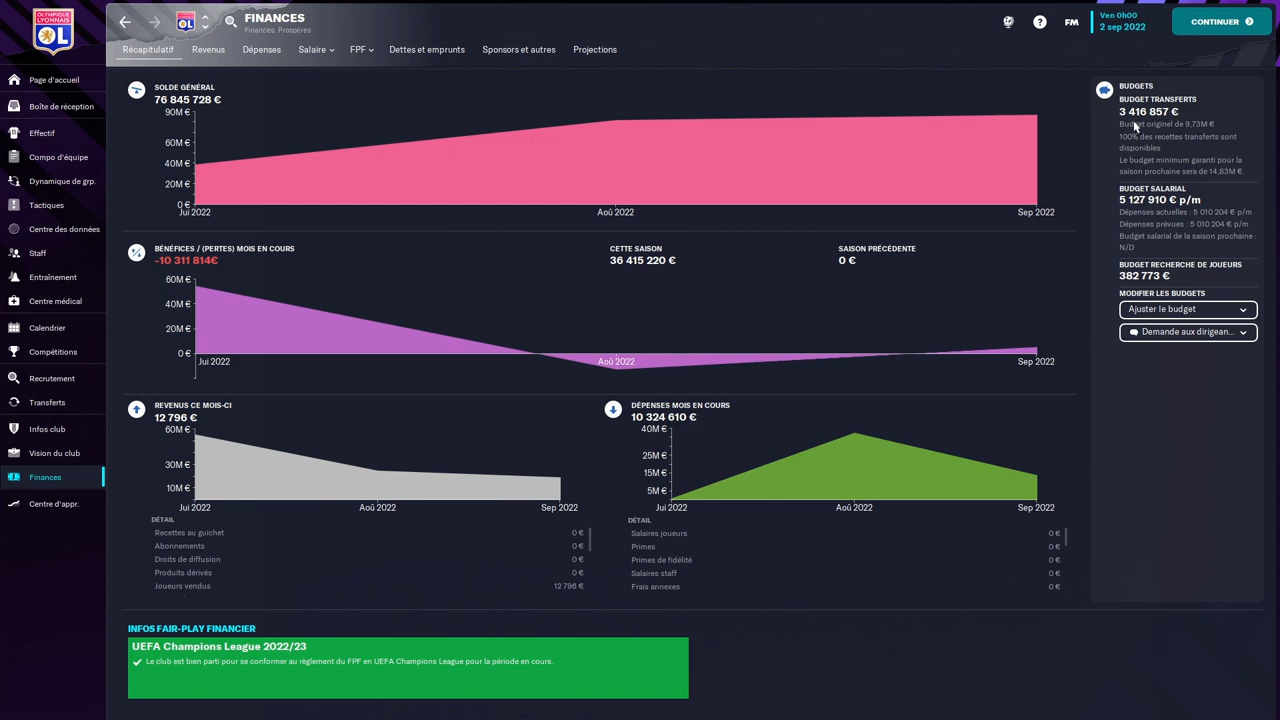 OLYMPIQUE
LYONNAIS
OL
FINANCES
Finances: Prospères
FM
Ven 0h00
2 sep 2022
CONTINUER
Récapitulatif
Revenus
Dépenses
Salaire
FPF
Dettes et emprunts
Sponsors et autres
Projections
Page d'accueil
Boîte de réception
Effectif
Compo d'équipe
Dynamique de grp.
Tactiques
Centre des données
Staff
Entraînement
Centre médical
Calendrier
Compétitions
Recrutement
Transferts
Infos club
Vision du club
Finances
Centre d'appr.
SOLDE GÉNÉRAL
76 845 728 €
90M €
60M €
40M €
20M €
0 €
Jui 2022
Aoû 2022
Sep 2022
BÉNÉFICES / (PERTES) MOIS EN COURS
-10 311 814€
CETTE SAISON
36 415 220 €
SAISON PRÉCÉDENTE
0 €
60M €
40M €
20M €
0 €
Jui 2022
Aoû 2022
Sep 2022
REVENUS CE MOIS-CI
12 796 €
60M €
30M €
10M €
Jui 2022
Aoû 2022
Sep 2022
DÉTAIL
Recettes au guichet 0 €
Abonnements 0 €
Droits de diffusion 0 €
Produits dérivés 0 €
Joueurs vendus 12 796 €
DÉPENSES MOIS EN COURS
10 324 610 €
40M €
25M €
15M €
5M €
Jui 2022
Aoû 2022
Sep 2022
DÉTAIL
Salaires joueurs 0 €
Primes 0 €
Primes de fidélité 0 €
Salaires staff 0 €
Frais annexes 0 €
INFOS FAIR-PLAY FINANCIER
UEFA Champions League 2022/23
Le club est bien parti pour se conformer au règlement du FPF en UEFA Champions League pour la période en cours.
BUDGETS
BUDGET TRANSFERTS
3 416 857 €
Budget originel de 9,73M €
100% des recettes transferts sont
disponibles
Le budget minimum garanti pour la
saison prochaine sera de 14,83M €.
BUDGET SALARIAL
5 127 910 € p/m
Dépenses actuelles : 5 010 204 € p/m
Dépenses prévues : 5 010 204 € p/m
Budget salarial de la saison prochaine :
N/D
BUDGET RECHERCHE DE JOUEURS
382 773 €
MODIFIER LES BUDGETS
Ajuster le budget
Demande aux dirigean...